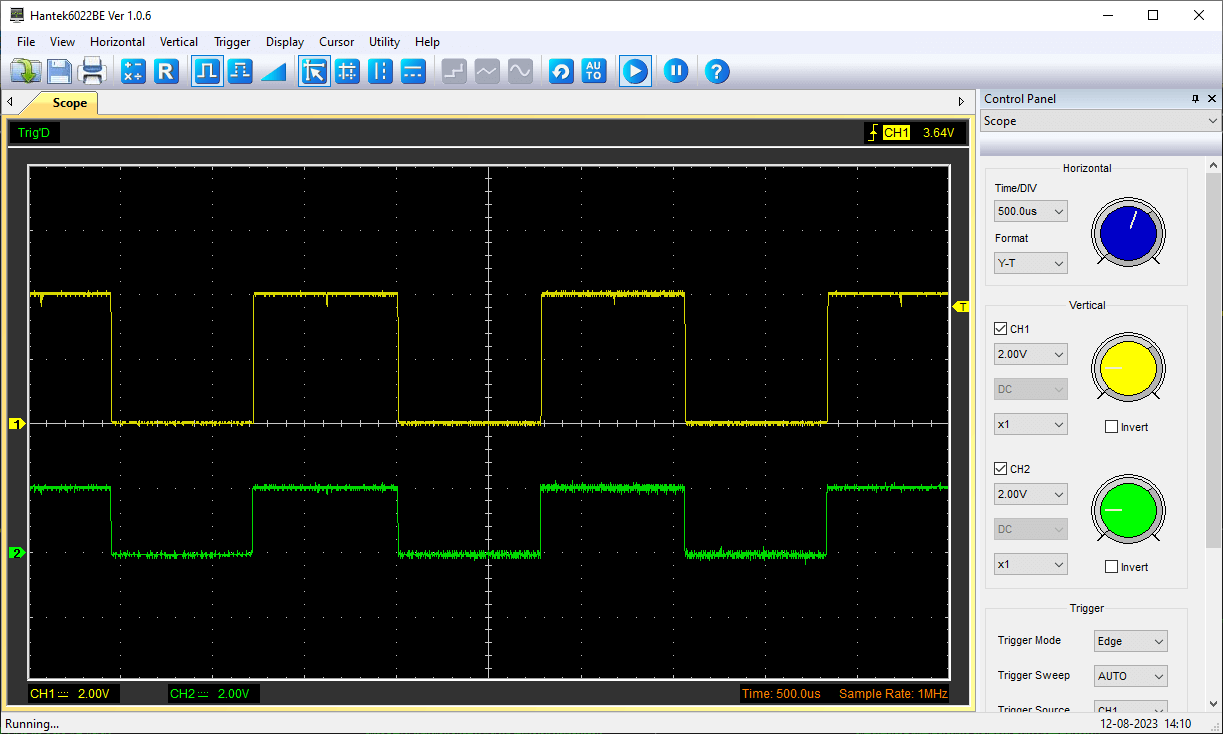 Hantek6022BE Ver 1.0.6
File View Horizontal Vertical Trigger Display Cursor Utility Help
R AU TO ?
Scope
Control Panel
Scope
Trig'D
CH1 3.64V
Horizontal
Time/DIV
500.0us
Format
Y-T
T
Vertical
CH1
2.00V
DC
x1
Invert
1
CH2
2.00V
DC
x1
Invert
2
Trigger
Trigger Mode Edge
Trigger Sweep AUTO
Trigger Source CH1
CH1 2.00V CH2 2.00V Time: 500.0us Sample Rate: 1MHz
Running... 12-08-2023 14:10